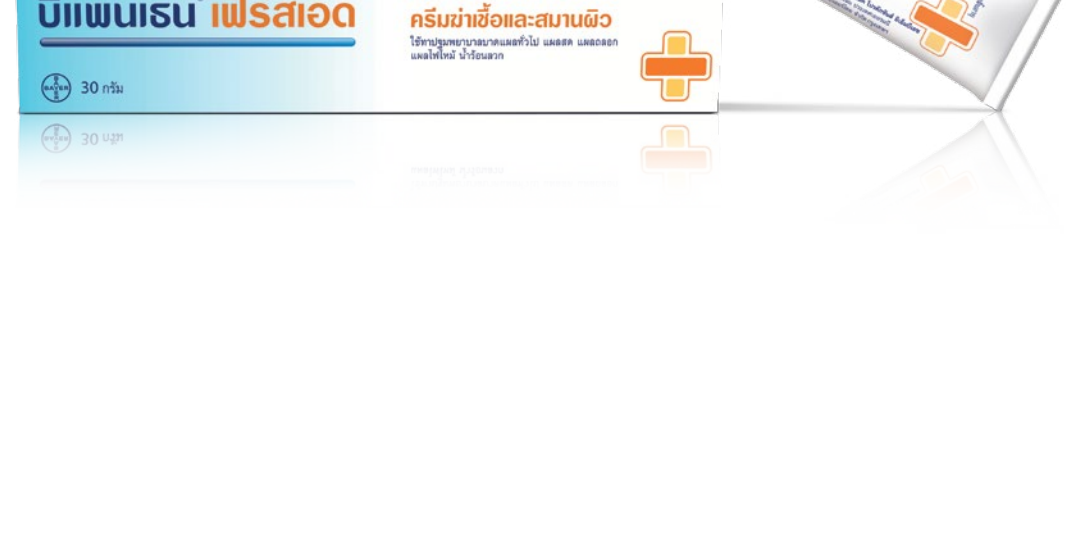 บีแพนเธน เฟิร์สเอด
ครีมฆ่าเชื้อและสมานผิว
ใช้ทาปฐมพยาบาลบาดแผลทั่วไป แผลสด แผลถลอก
แผลไฟไหม้ น้ำร้อนลวก
BAYER 30 กรัม